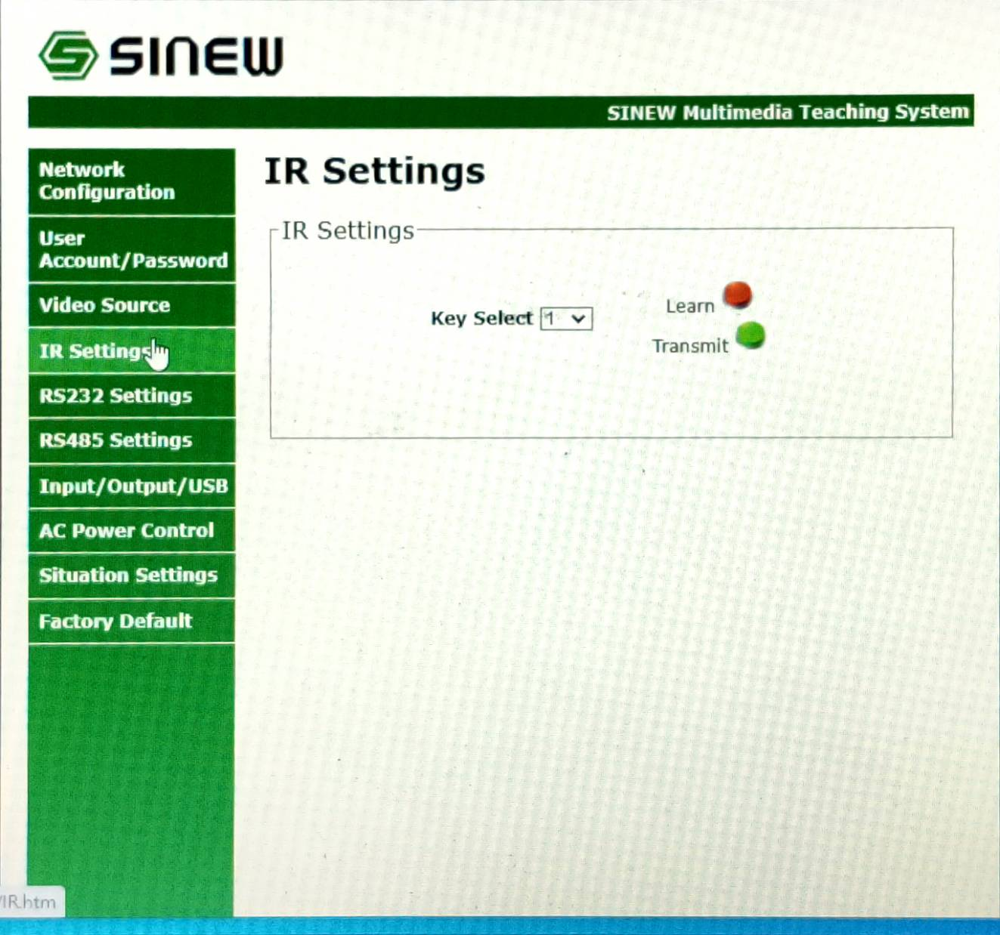 SINEW
SINEW Multimedia Teaching System
Network
Configuration
User
Account/Password
Video Source
IR Settings
RS232 Settings
RS485 Settings
Input/Output/USB
AC Power Control
Situation Settings
Factory Default
IR Settings
IR Settings
Key Select 1
Learn
Transmit
/IR.htm